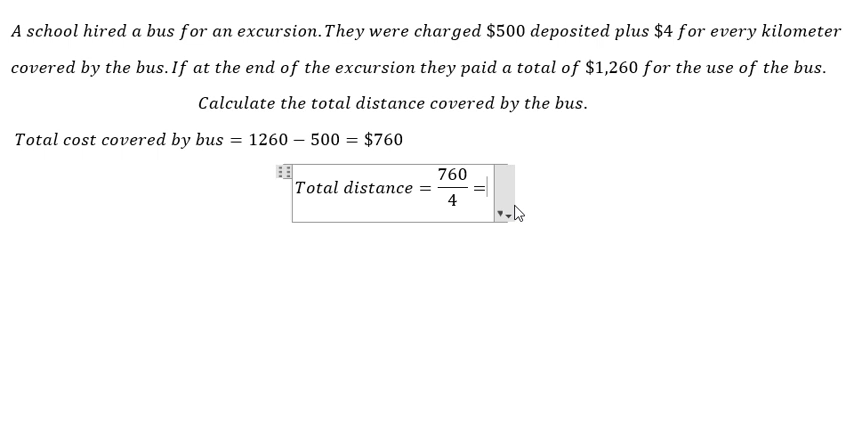 A school hired a bus for an excursion.They were charged $500 deposited plus $4 for every kilometer
covered by the bus.If at the end of the excursion they paid a total of $1,260 for the use of the bus.
Calculate the total distance covered by the bus.
Total cost covered by bus = 1260 − 500 = $760
Total distance = 760/4 =